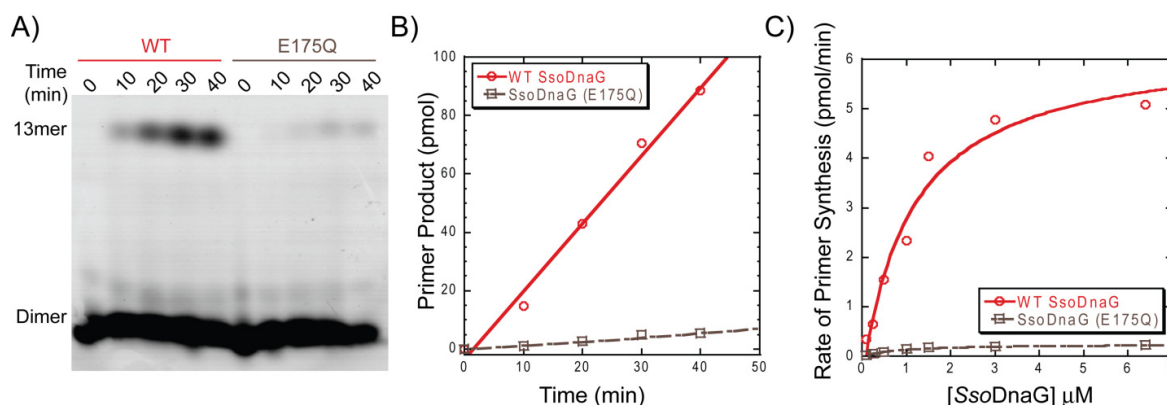 A)
WT E175Q
Time (min) 0 10 20 30 40 0 10 20 30 40
13mer
Dimer
B)
100
80
60
40
20
0
Primer Product (pmol)
WT SsoDnaG
SsoDnaG (E175Q)
0 10 20 30 40 50
Time (min)
C)
6
5
4
3
2
1
0
Rate of Primer Synthesis (pmol/min)
WT SsoDnaG
SsoDnaG (E175Q)
0 1 2 3 4 5 6
[SsoDnaG] μM